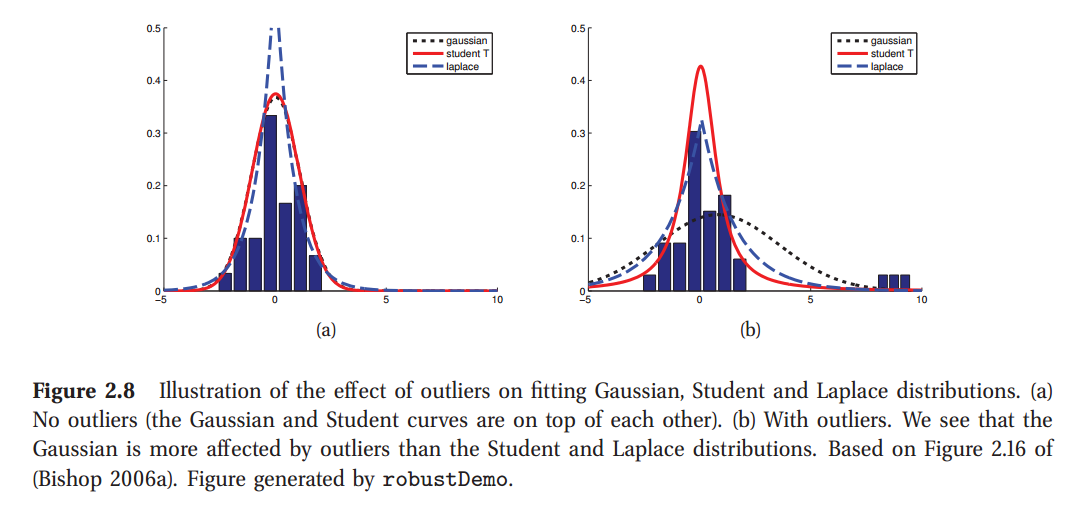 0.5
0.4
0.3
0.2
0.1
0
−5
0
5
10
gaussian
student T
laplace
(a)
0.5
0.4
0.3
0.2
0.1
0
−5
0
5
10
gaussian
student T
laplace
(b)
Figure 2.8 Illustration of the effect of outliers on fitting Gaussian, Student and Laplace distributions. (a)
No outliers (the Gaussian and Student curves are on top of each other). (b) With outliers. We see that the
Gaussian is more affected by outliers than the Student and Laplace distributions. Based on Figure 2.16 of
(Bishop 2006a). Figure generated by robustDemo.